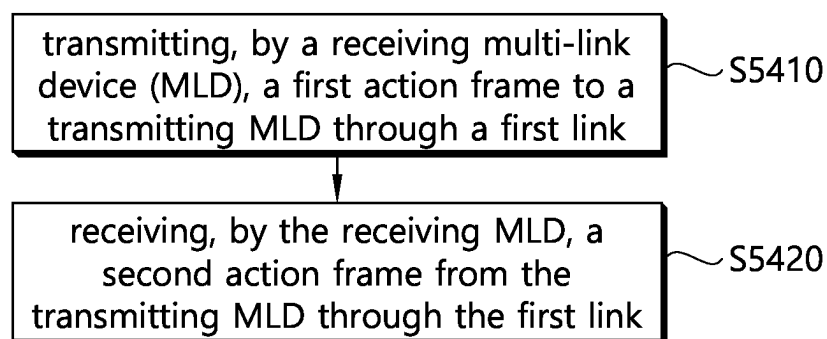 transmitting, by a receiving multi-link
device (MLD), a first action frame to a
transmitting MLD through a first link
S5410
receiving, by the receiving MLD, a
second action frame from the
transmitting MLD through the first link
S5420